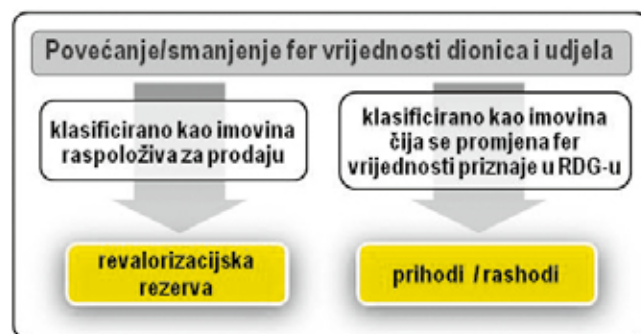 Povećanje/smanjenje fer vrijednosti dionica i udjela
klasificirano kao imovina
raspoloživa za prodaju
klasificirano kao imovina
čija se promjena fer
vrijednosti priznaje u RDG-u
revalorizacijska
rezerva
prihodi / rashodi